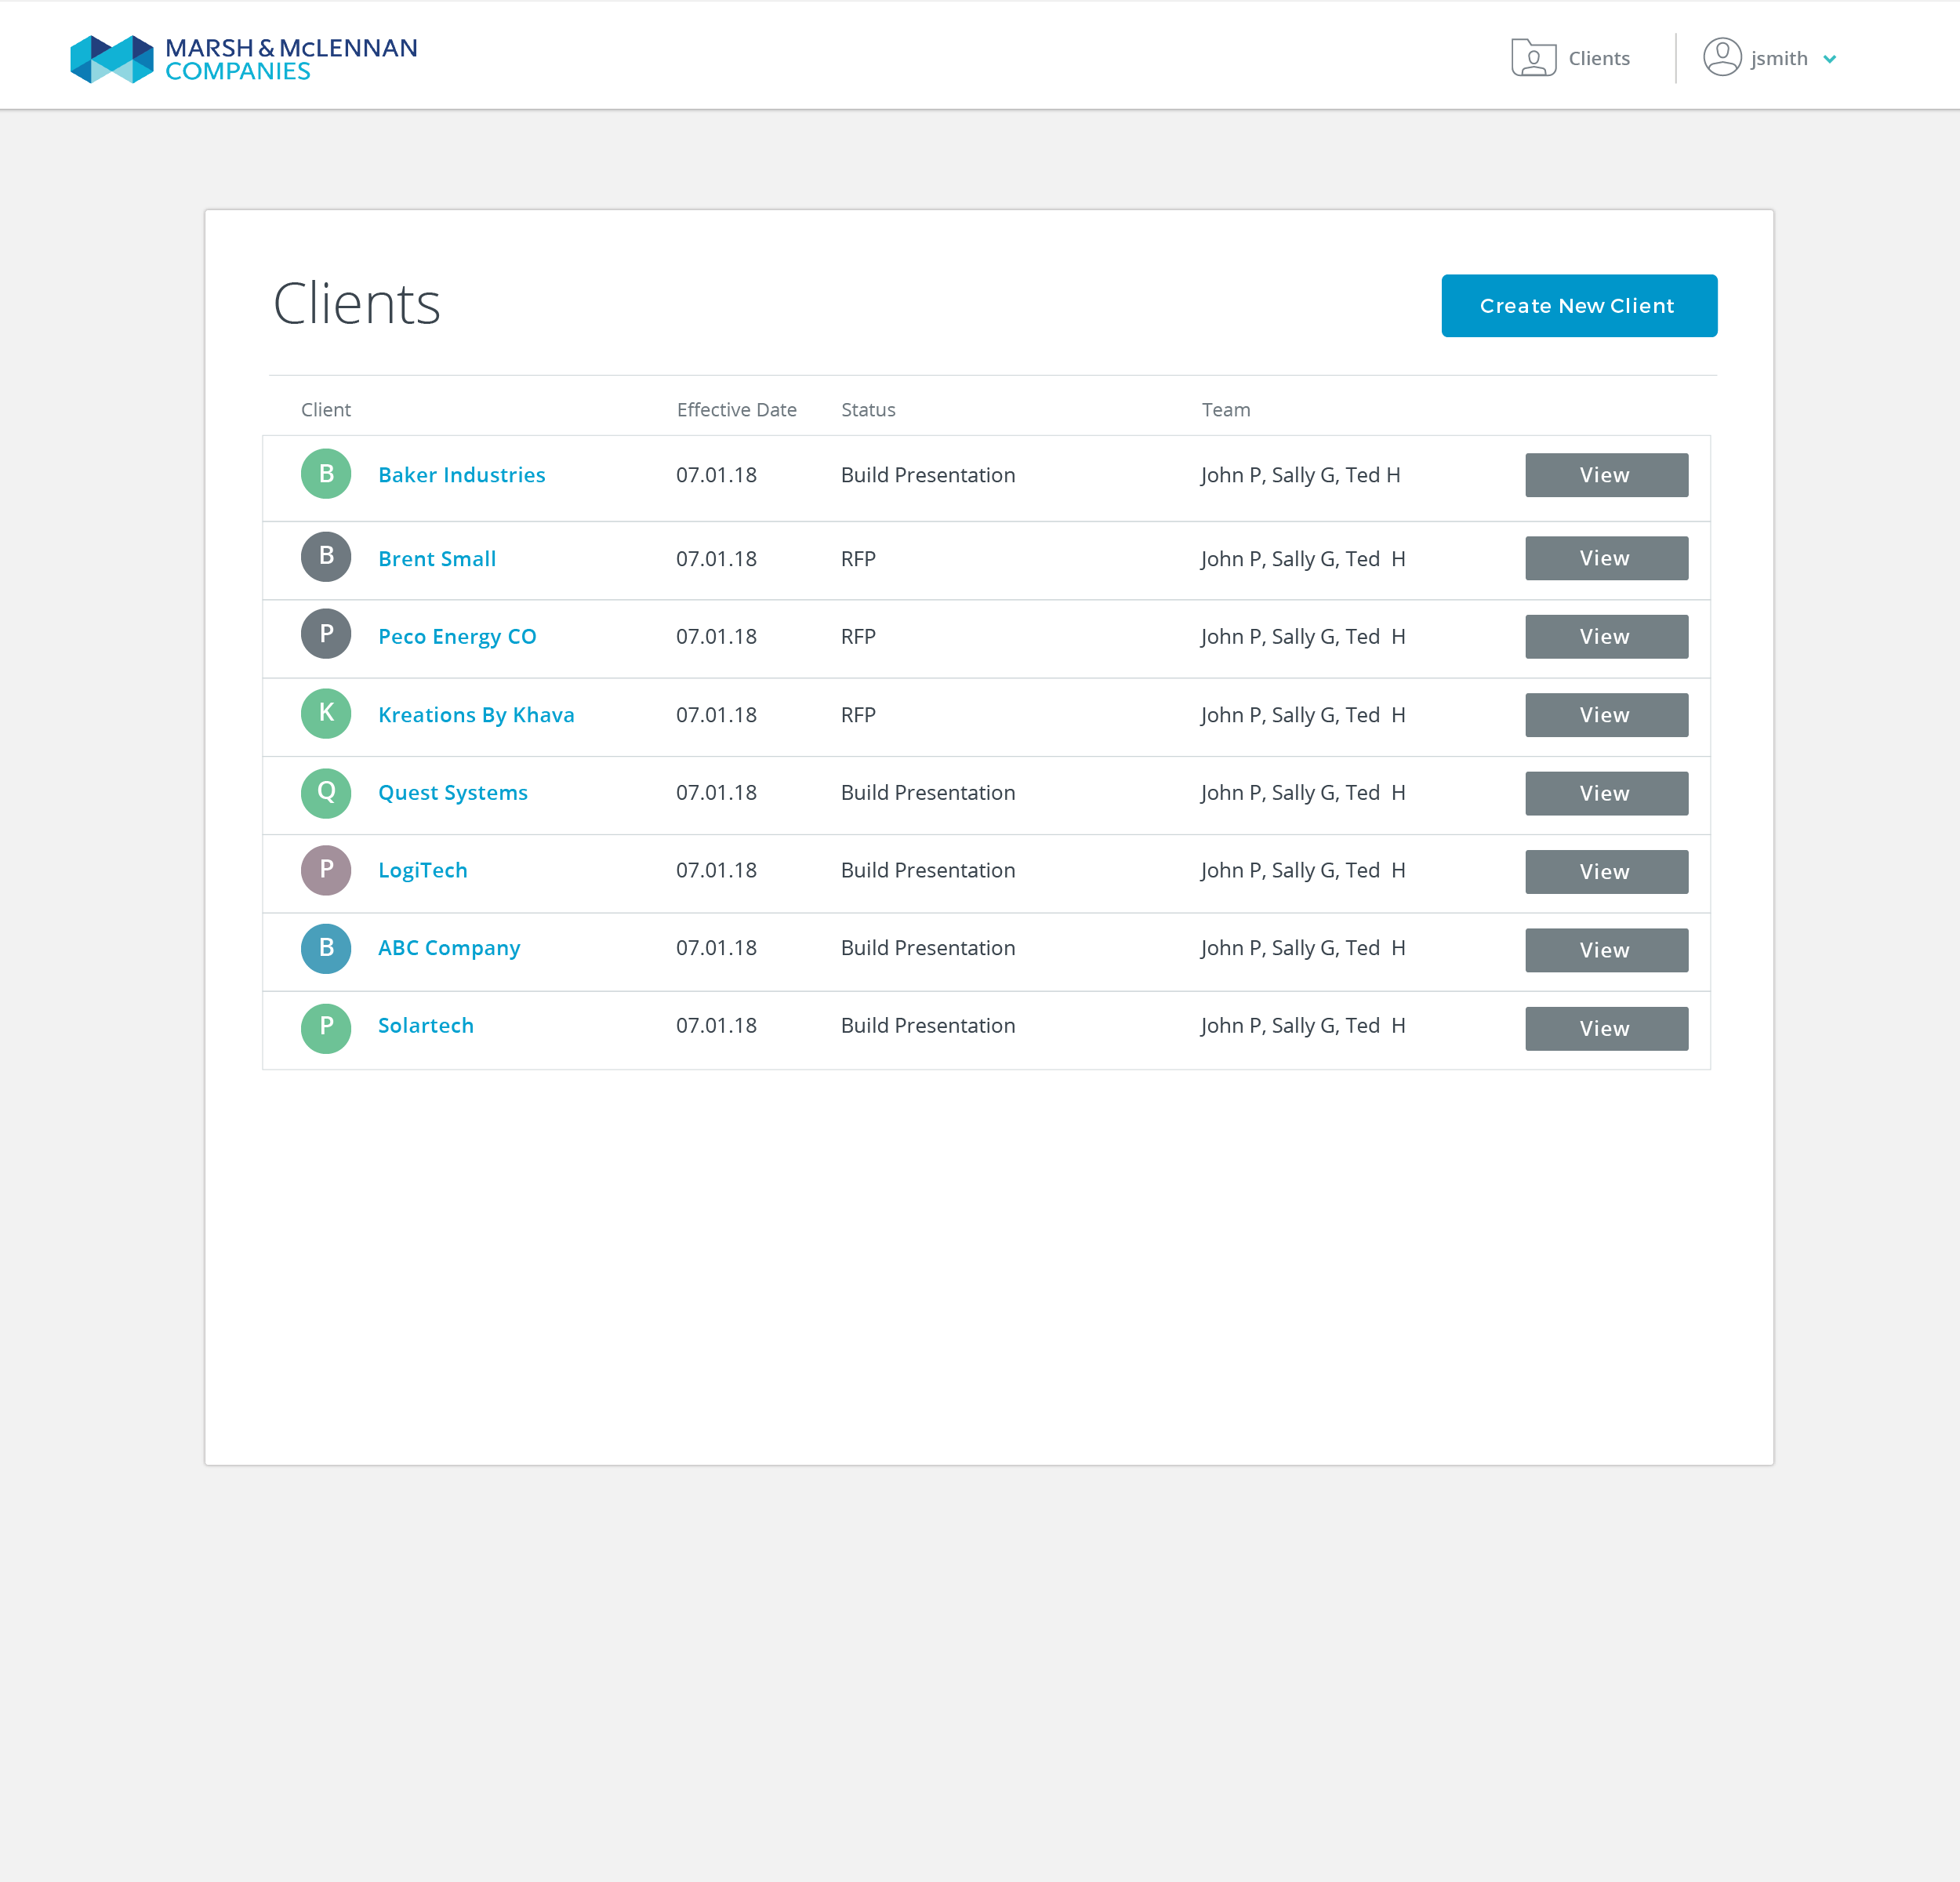 MARSH & McLENNAN
COMPANIES
Clients
jsmith
Clients
Create New Client
Client Effective Date Status Team
B Baker Industries 07.01.18 Build Presentation John P, Sally G, Ted H View
B Brent Small 07.01.18 RFP John P, Sally G, Ted H View
P Peco Energy CO 07.01.18 RFP John P, Sally G, Ted H View
K Kreations By Khava 07.01.18 RFP John P, Sally G, Ted H View
Q Quest Systems 07.01.18 Build Presentation John P, Sally G, Ted H View
P LogiTech 07.01.18 Build Presentation John P, Sally G, Ted H View
B ABC Company 07.01.18 Build Presentation John P, Sally G, Ted H View
P Solartech 07.01.18 Build Presentation John P, Sally G, Ted H View